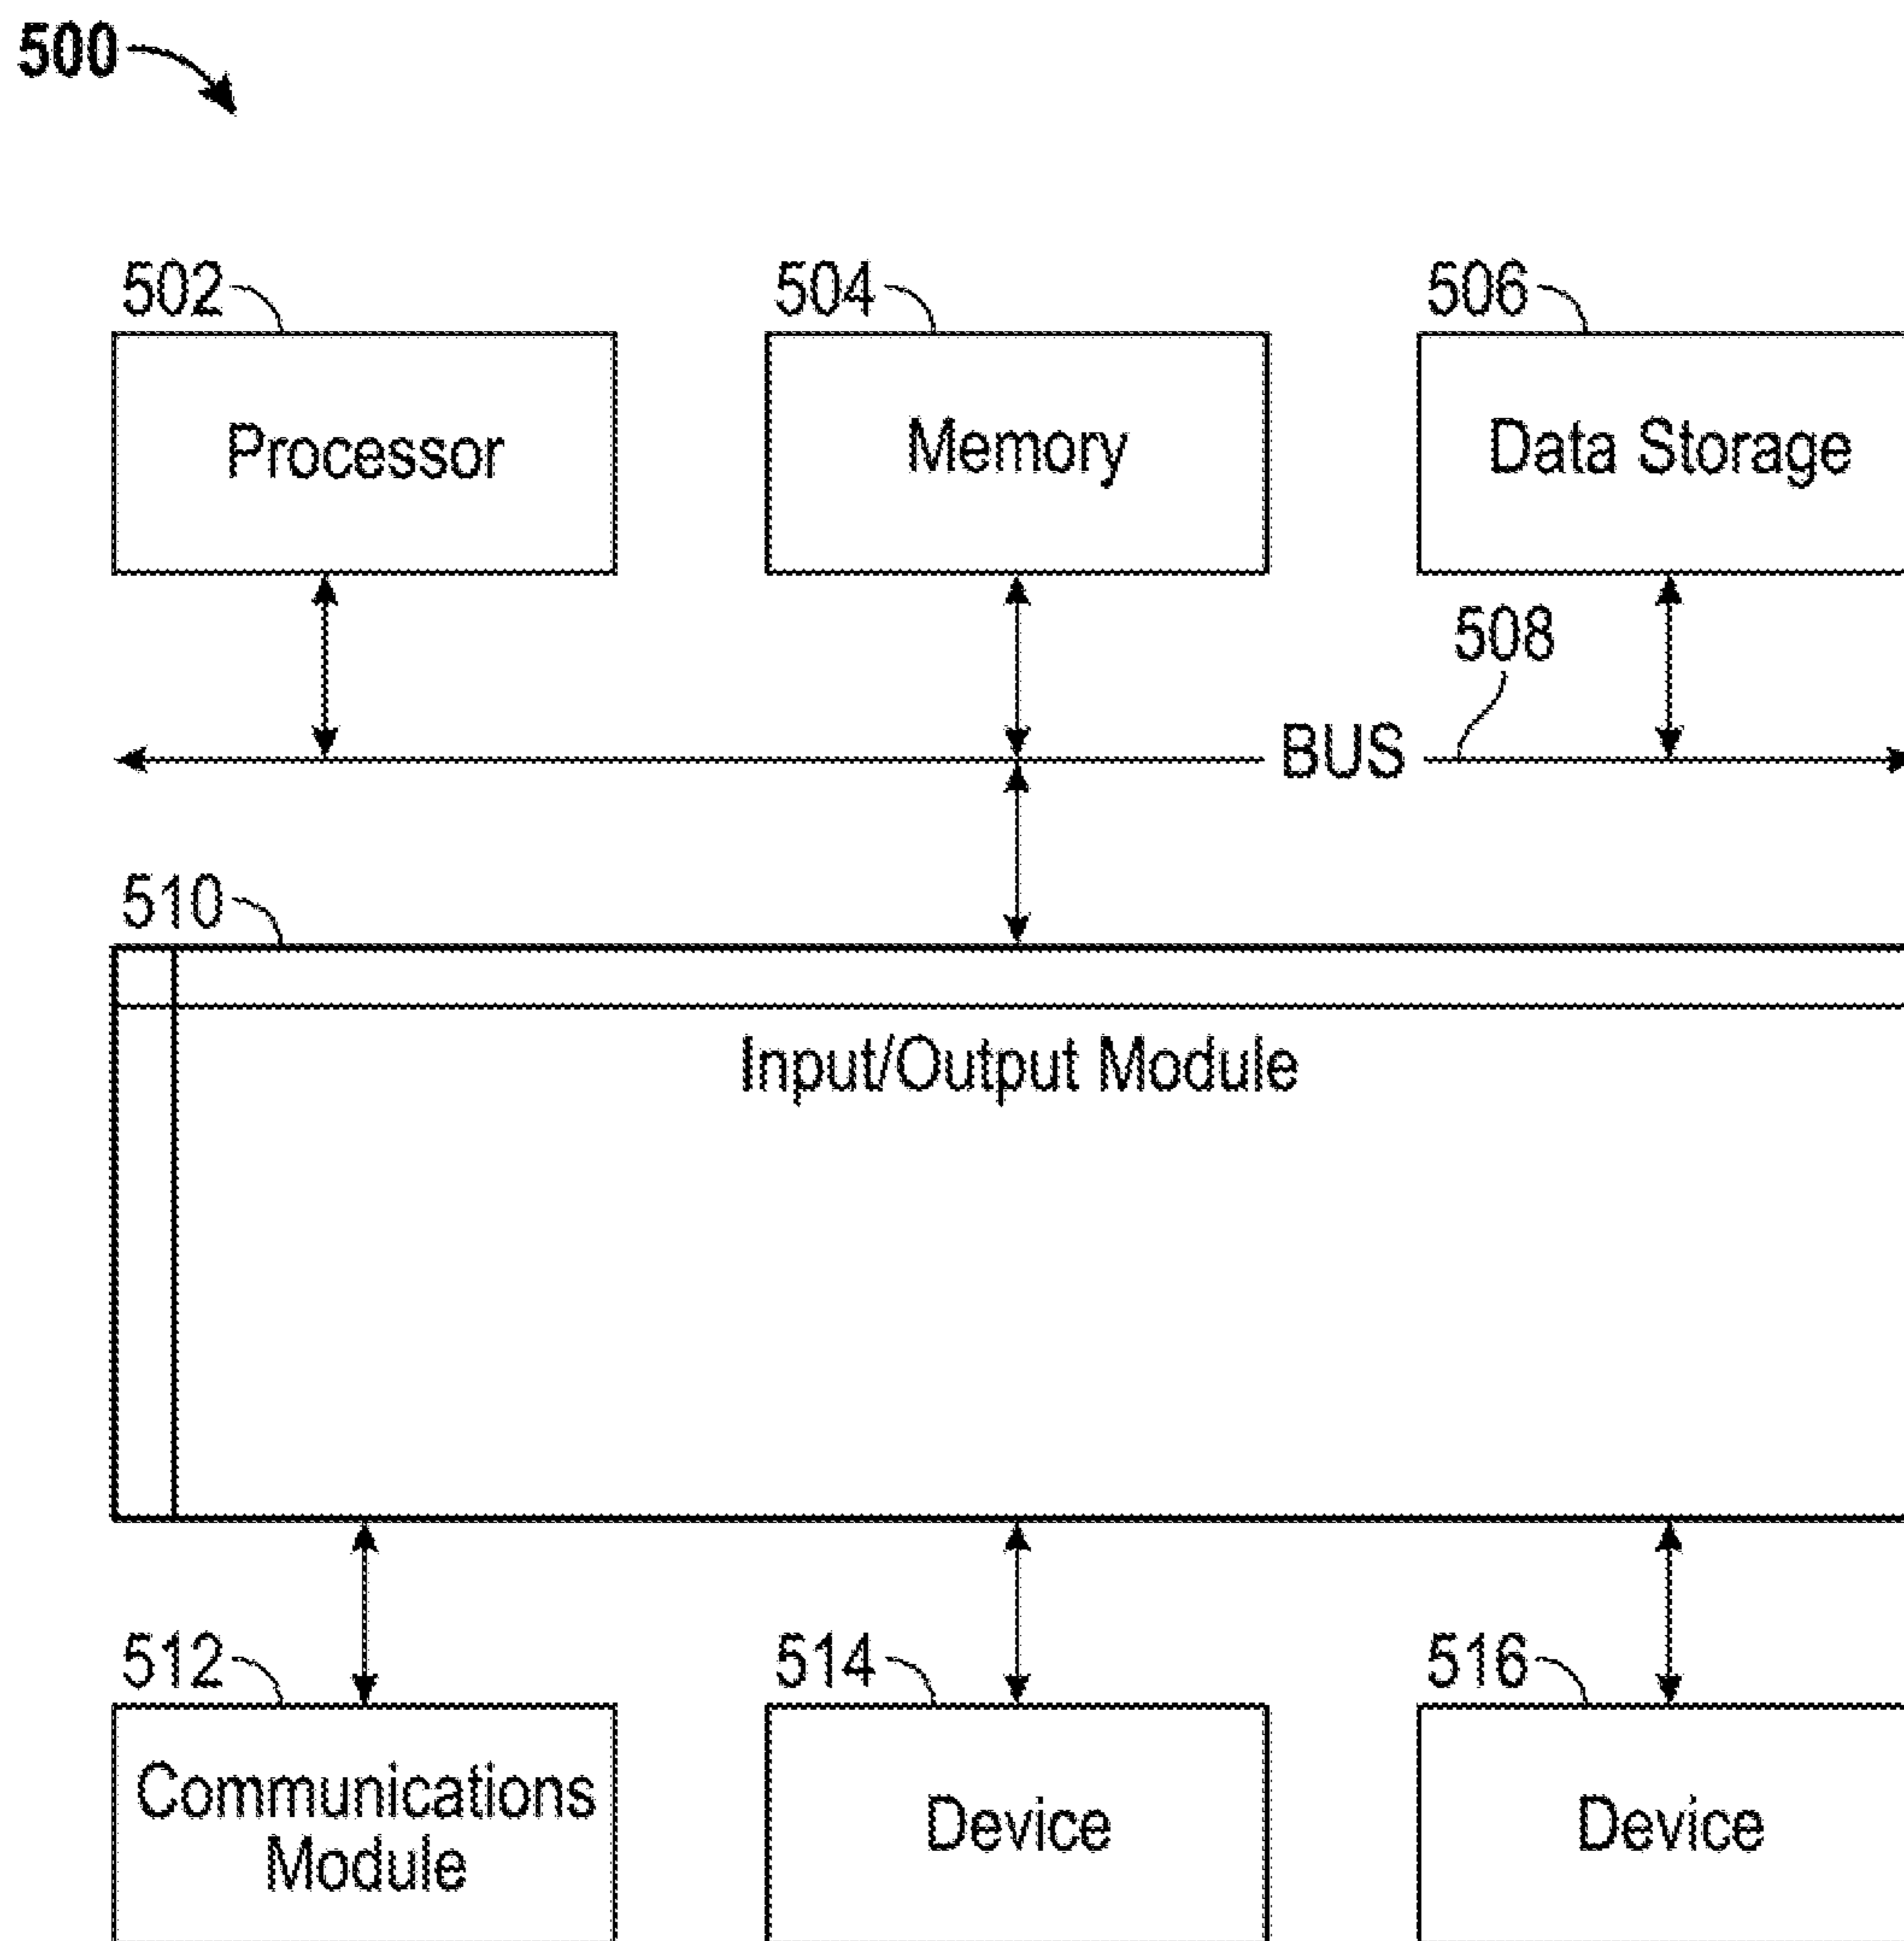 500
502
504
506
Processor
Memory
Data Storage
508
BUS
510
Input/Output Module
512
514
516
Communications
Module
Device
Device